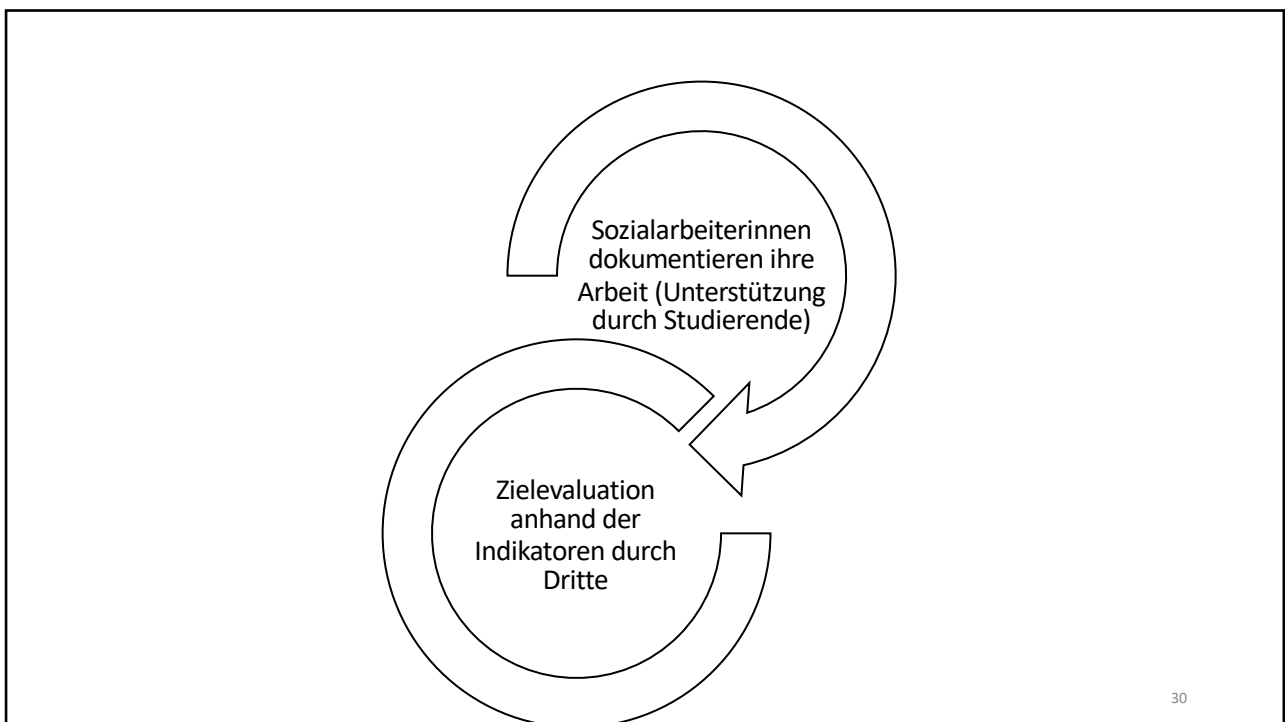 Sozialarbeiterinnen
dokumentieren ihre
Arbeit (Unterstützung
durch Studierende)
Zielevaluation
anhand der
Indikatoren durch
Dritte
30